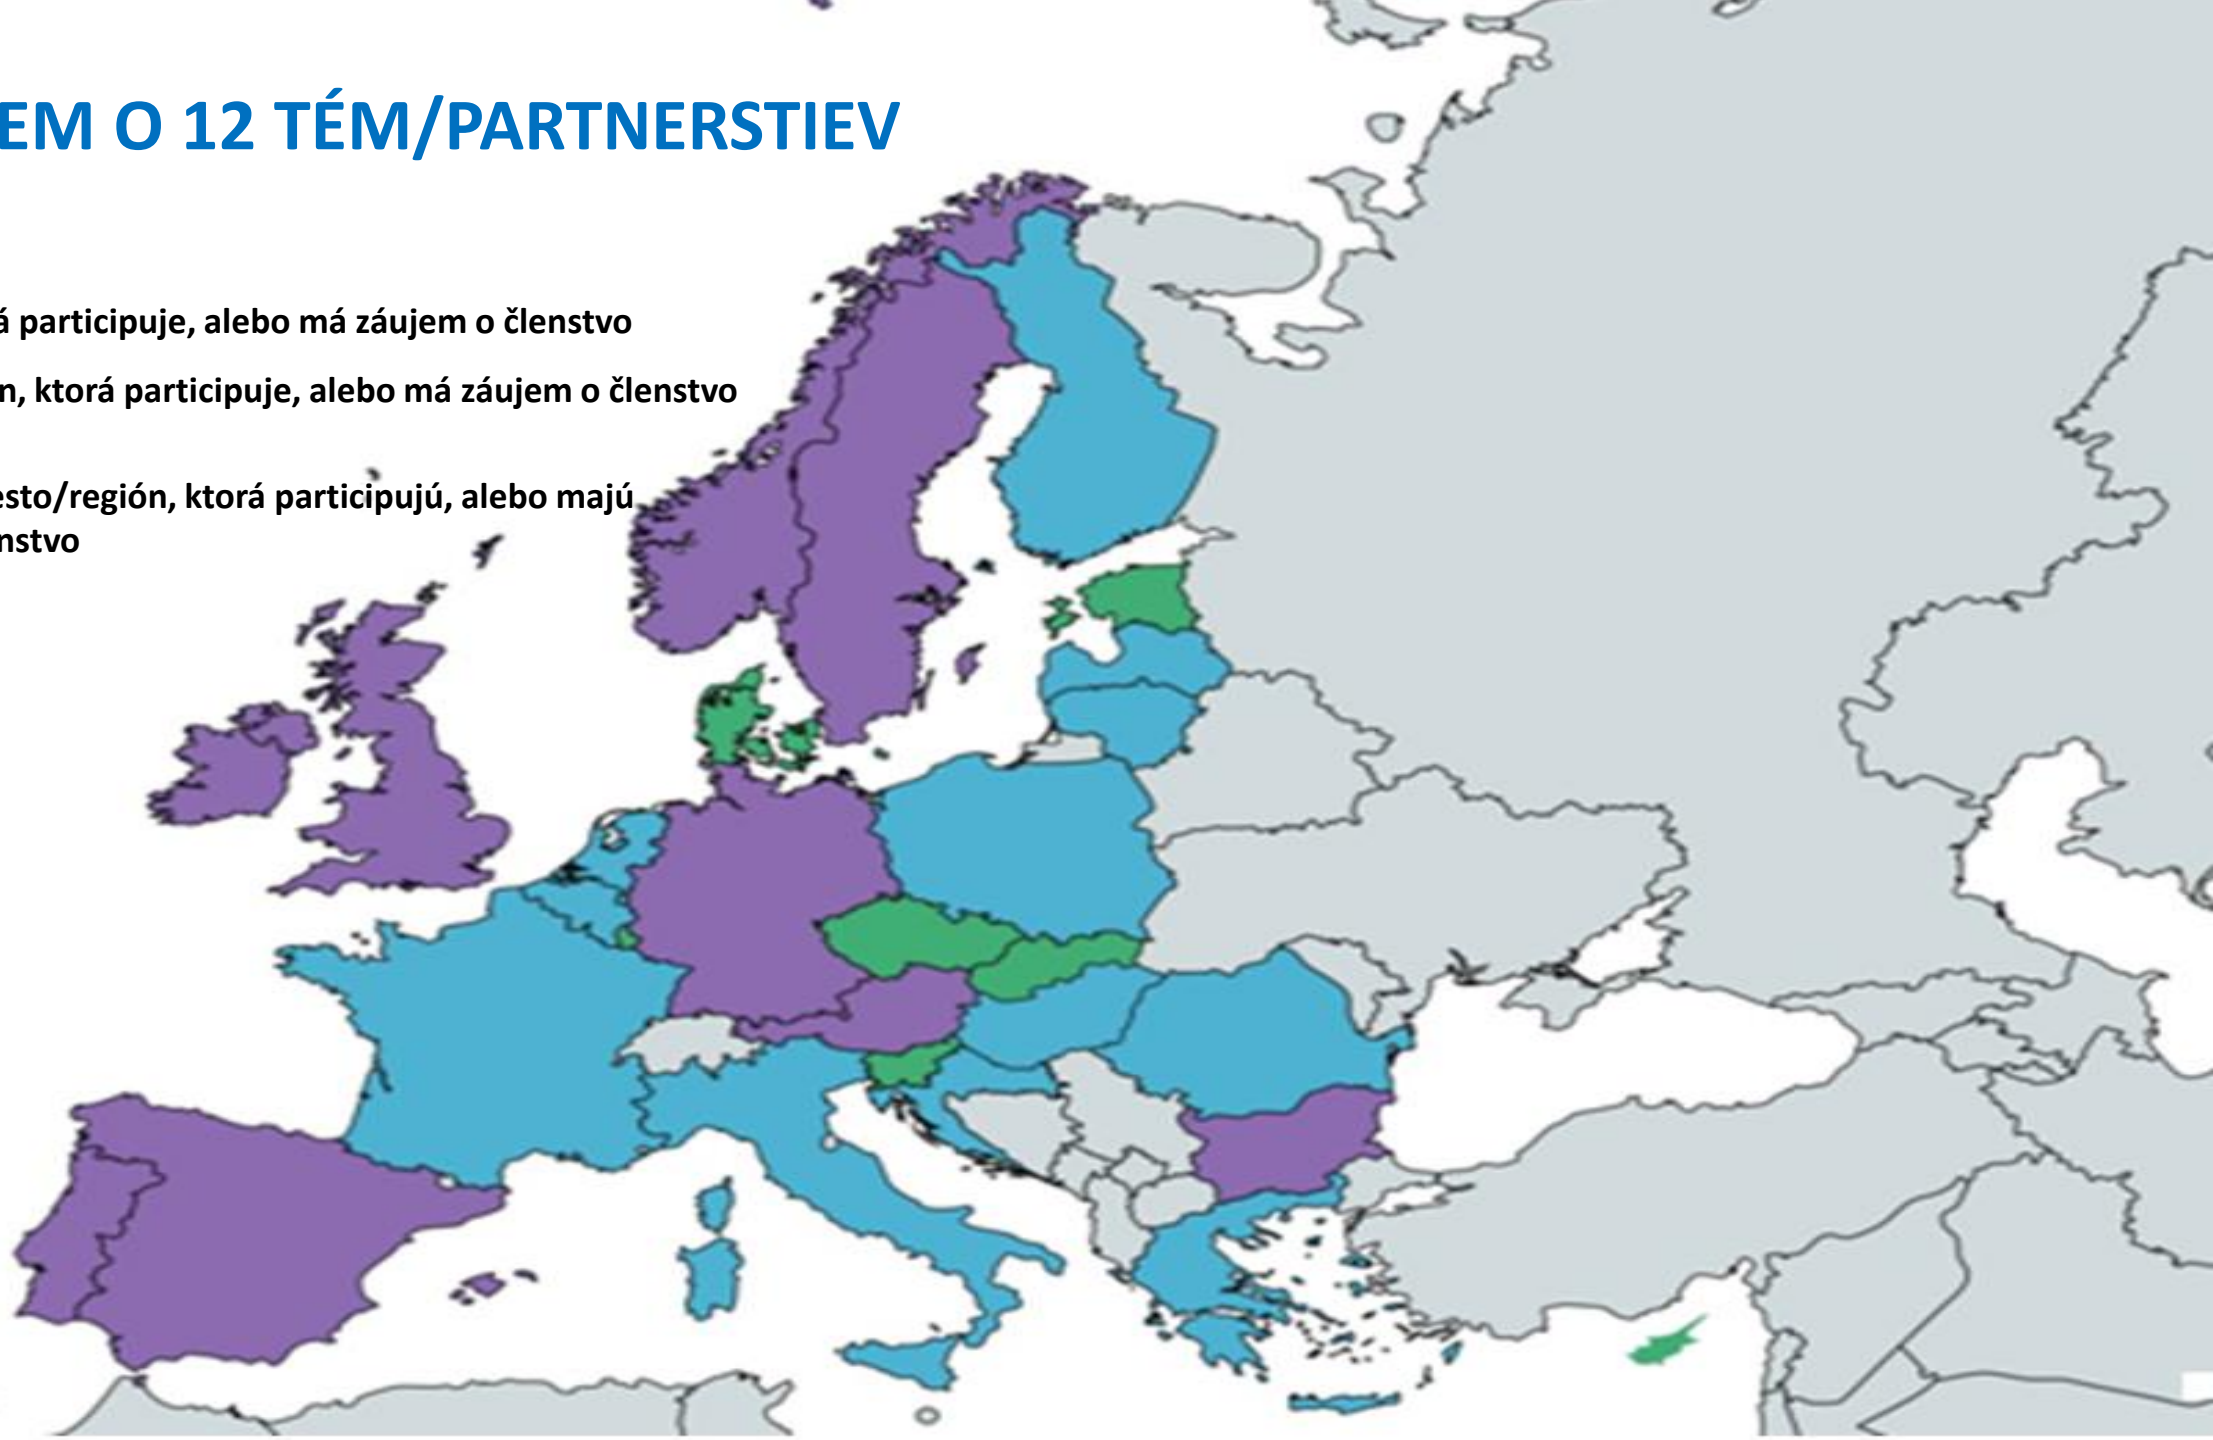 EM O 12 TÉM/PARTNERSTIEV
á participuje, alebo má záujem o členstvo
n, ktorá participuje, alebo má záujem o členstvo
esto/región, ktorá participujú, alebo majú
nstvo